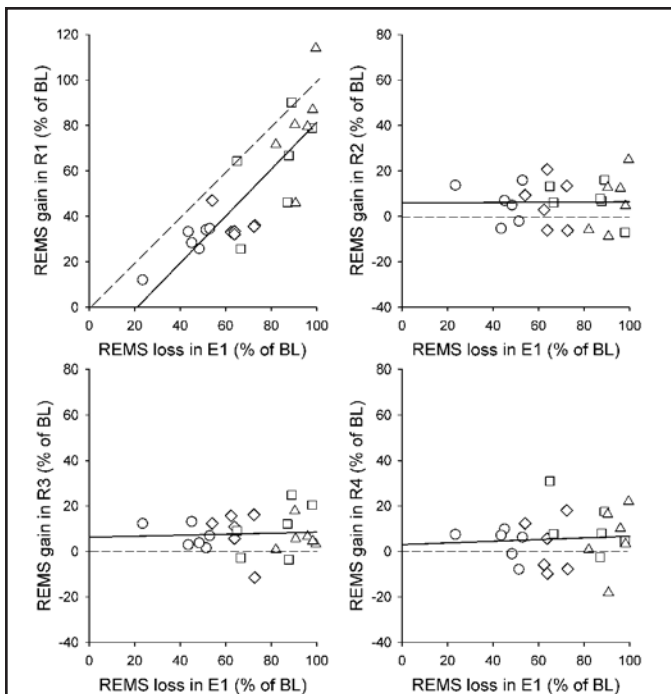 120
100
80
60
40
20
0
0 20 40 60 80 100
REMS gain in R1 (% of BL)
REMS loss in E1 (% of BL)
80
60
40
20
0
-20
-40
0 20 40 60 80 100
REMS gain in R2 (% of BL)
REMS loss in E1 (% of BL)
80
60
40
20
0
-20
-40
0 20 40 60 80 100
REMS gain in R3 (% of BL)
REMS loss in E1 (% of BL)
80
60
40
20
0
-20
-40
0 20 40 60 80 100
REMS gain in R4 (% of BL)
REMS loss in E1 (% of BL)